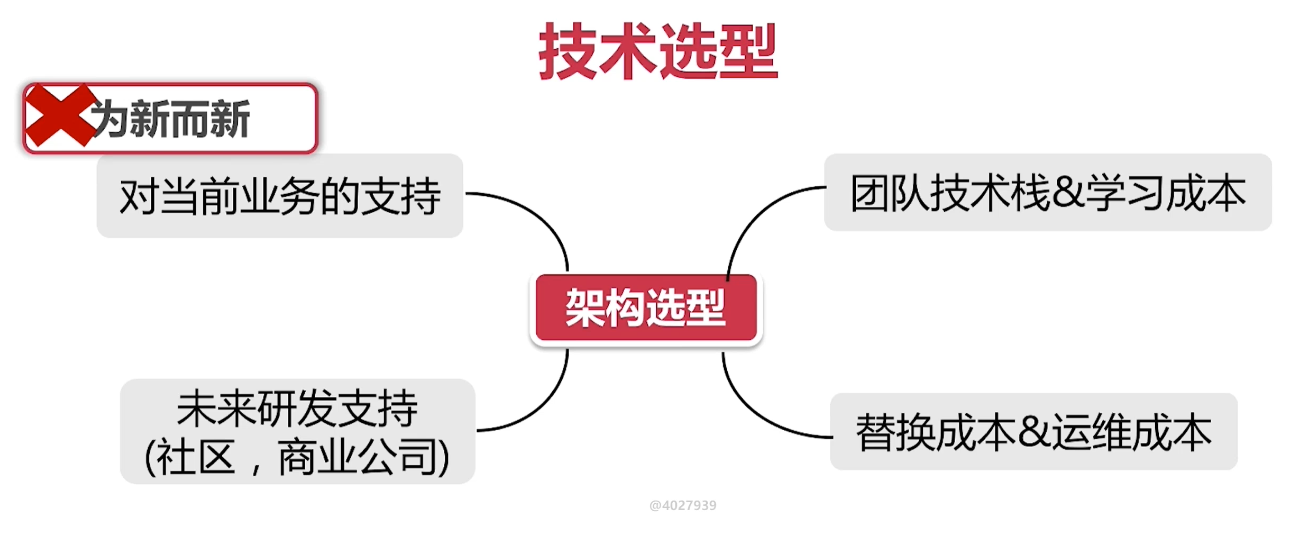 技术选型
为新而新
对当前业务的支持
团队技术栈&学习成本
架构选型
未来研发支持
(社区，商业公司)
替换成本&运维成本
@4027939